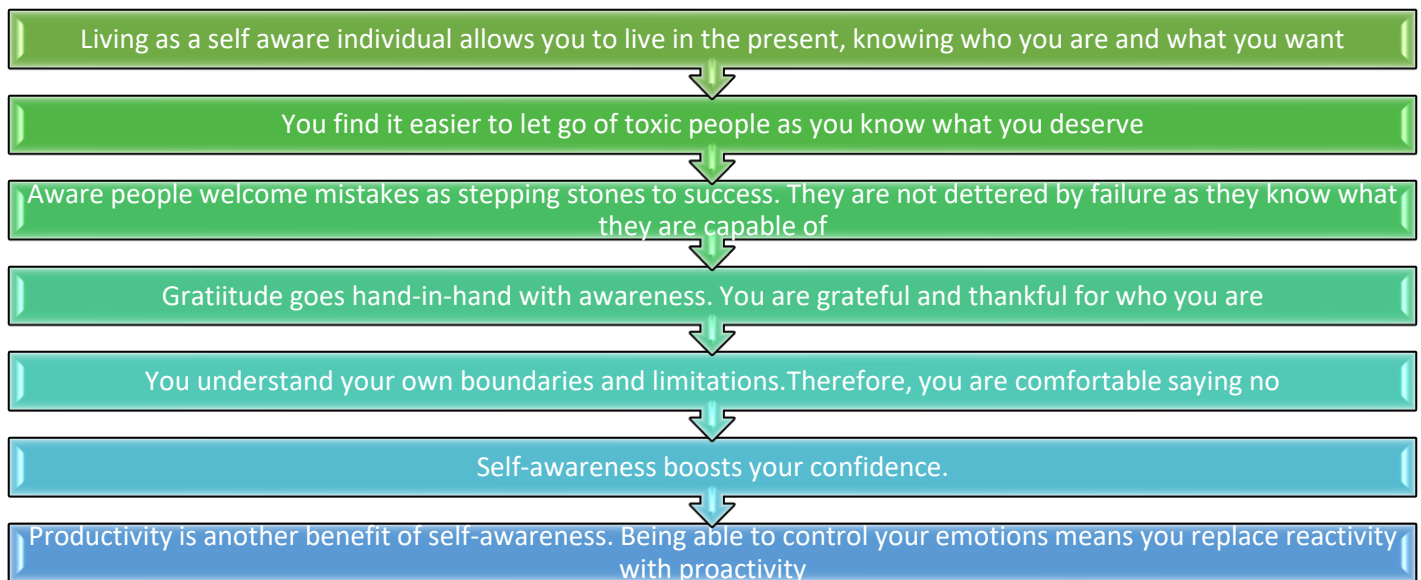 Living as a self aware individual allows you to live in the present, knowing who you are and what you want
You find it easier to let go of toxic people as you know what you deserve
Aware people welcome mistakes as stepping stones to success. They are not dettered by failure as they know what
they are capable of
Gratiitude goes hand-in-hand with awareness. You are grateful and thankful for who you are
You understand your own boundaries and limitations.Therefore, you are comfortable saying no
Self-awareness boosts your confidence.
Productivity is another benefit of self-awareness. Being able to control your emotions means you replace reactivity
with proactivity